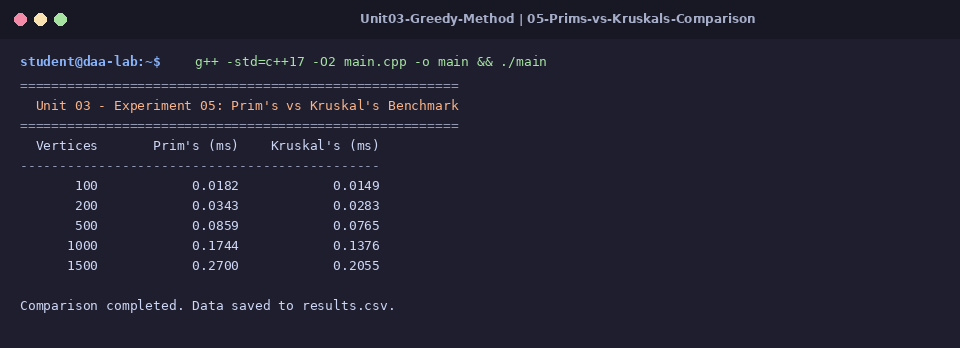 Unit03-Greedy-Method | 05-Prims-vs-Kruskals-Comparison
student@daa-lab:~$ g++ -std=c++17 -O2 main.cpp -o main && ./main
========================================================
Unit 03 - Experiment 05: Prim's vs Kruskal's Benchmark
========================================================
Vertices Prim's (ms) Kruskal's (ms)
----------------------------------------------
100 0.0182 0.0149
200 0.0343 0.0283
500 0.0859 0.0765
1000 0.1744 0.1376
1500 0.2700 0.2055
Comparison completed. Data saved to results.csv.